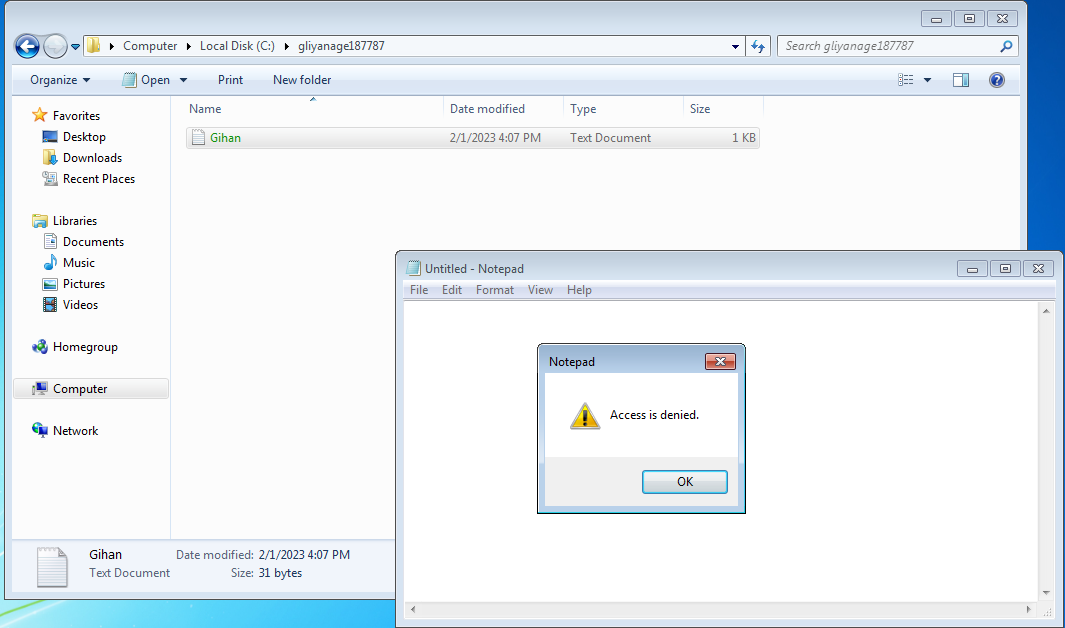 Computer Local Disk (C:) gliyanage187787
Search gliyanage187787
Organize Open Print New folder
Favorites
Desktop
Downloads
Recent Places
Libraries
Documents
Music
Pictures
Videos
Homegroup
Computer
Network
Name Date modified Type Size
Gihan 2/1/2023 4:07 PM Text Document 1 KB
Untitled - Notepad
File Edit Format View Help
Notepad
Access is denied.
OK
Gihan Date modified: 2/1/2023 4:07 PM
Text Document Size: 31 bytes